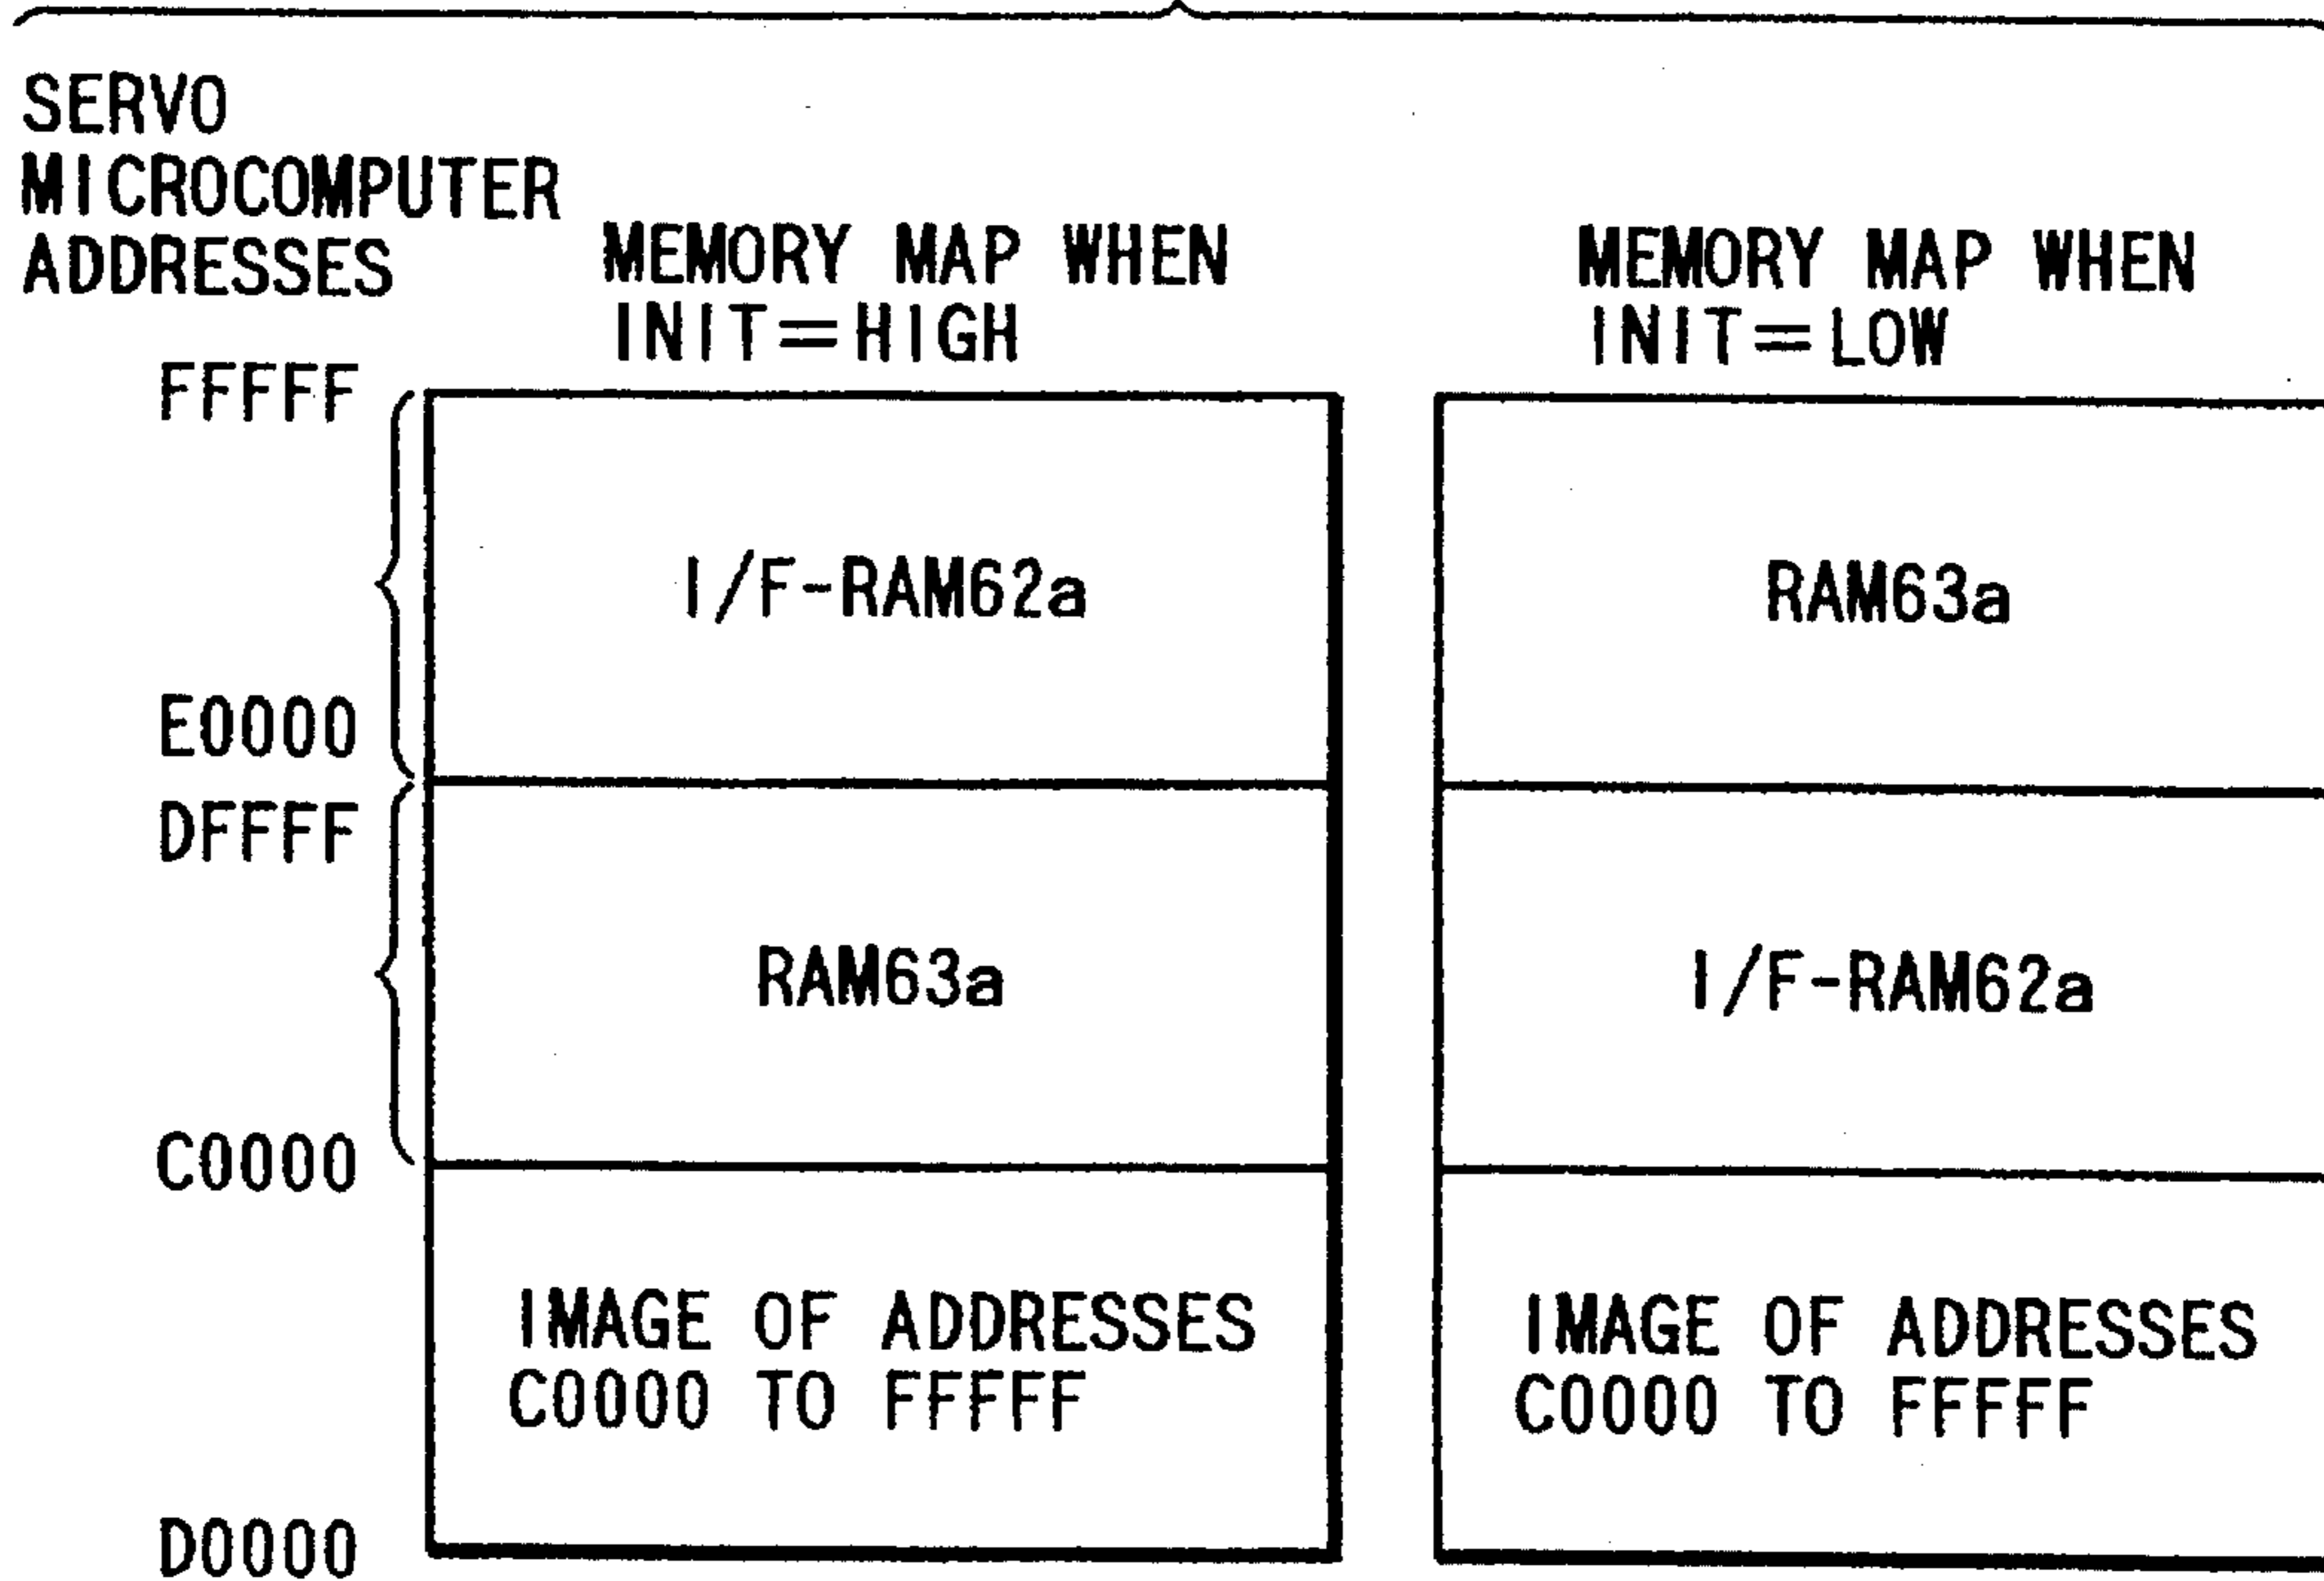 SERVO
MICROCOMPUTER
ADDRESSES
MEMORY MAP WHEN
INIT=HIGH
MEMORY MAP WHEN
INIT=LOW
FFFFF
I/F-RAM62a
RAM63a
E0000
DFFFF
RAM63a
I/F-RAM62a
C0000
IMAGE OF ADDRESSES
C0000 TO FFFFF
IMAGE OF ADDRESSES
C0000 TO FFFFF
D0000